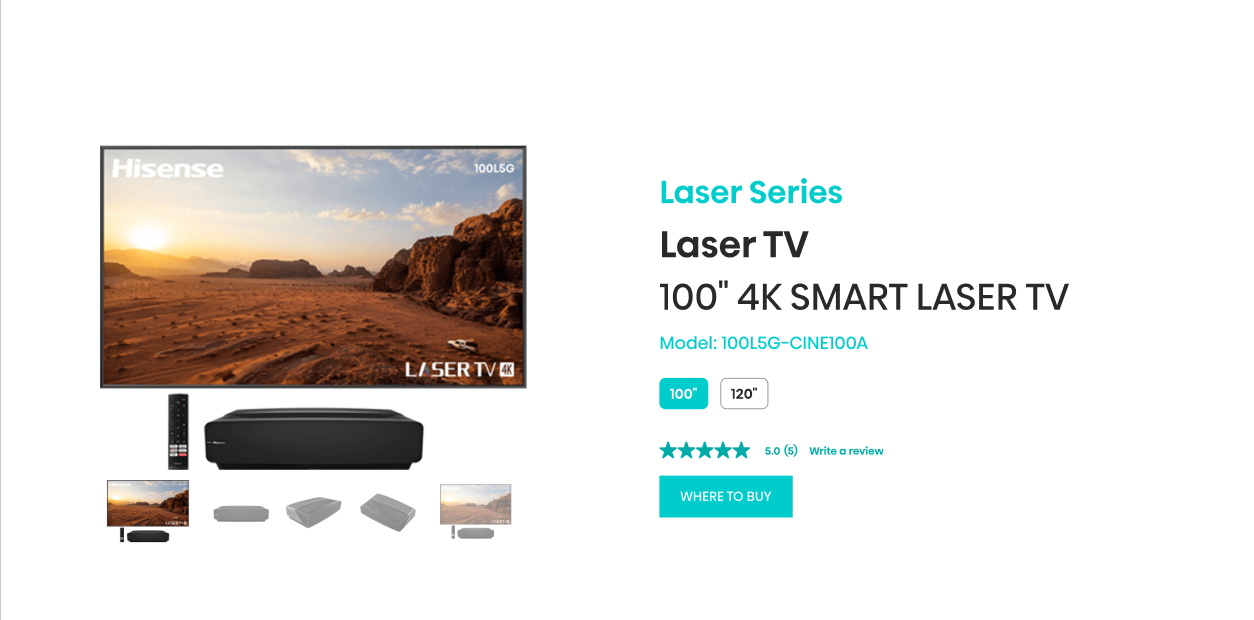 Hisense
100L5G
LASER TV 4K
Laser Series
Laser TV
100" 4K SMART LASER TV
Model: 100L5G-CINE100A
100"
120"
5.0 (5) Write a review
WHERE TO BUY